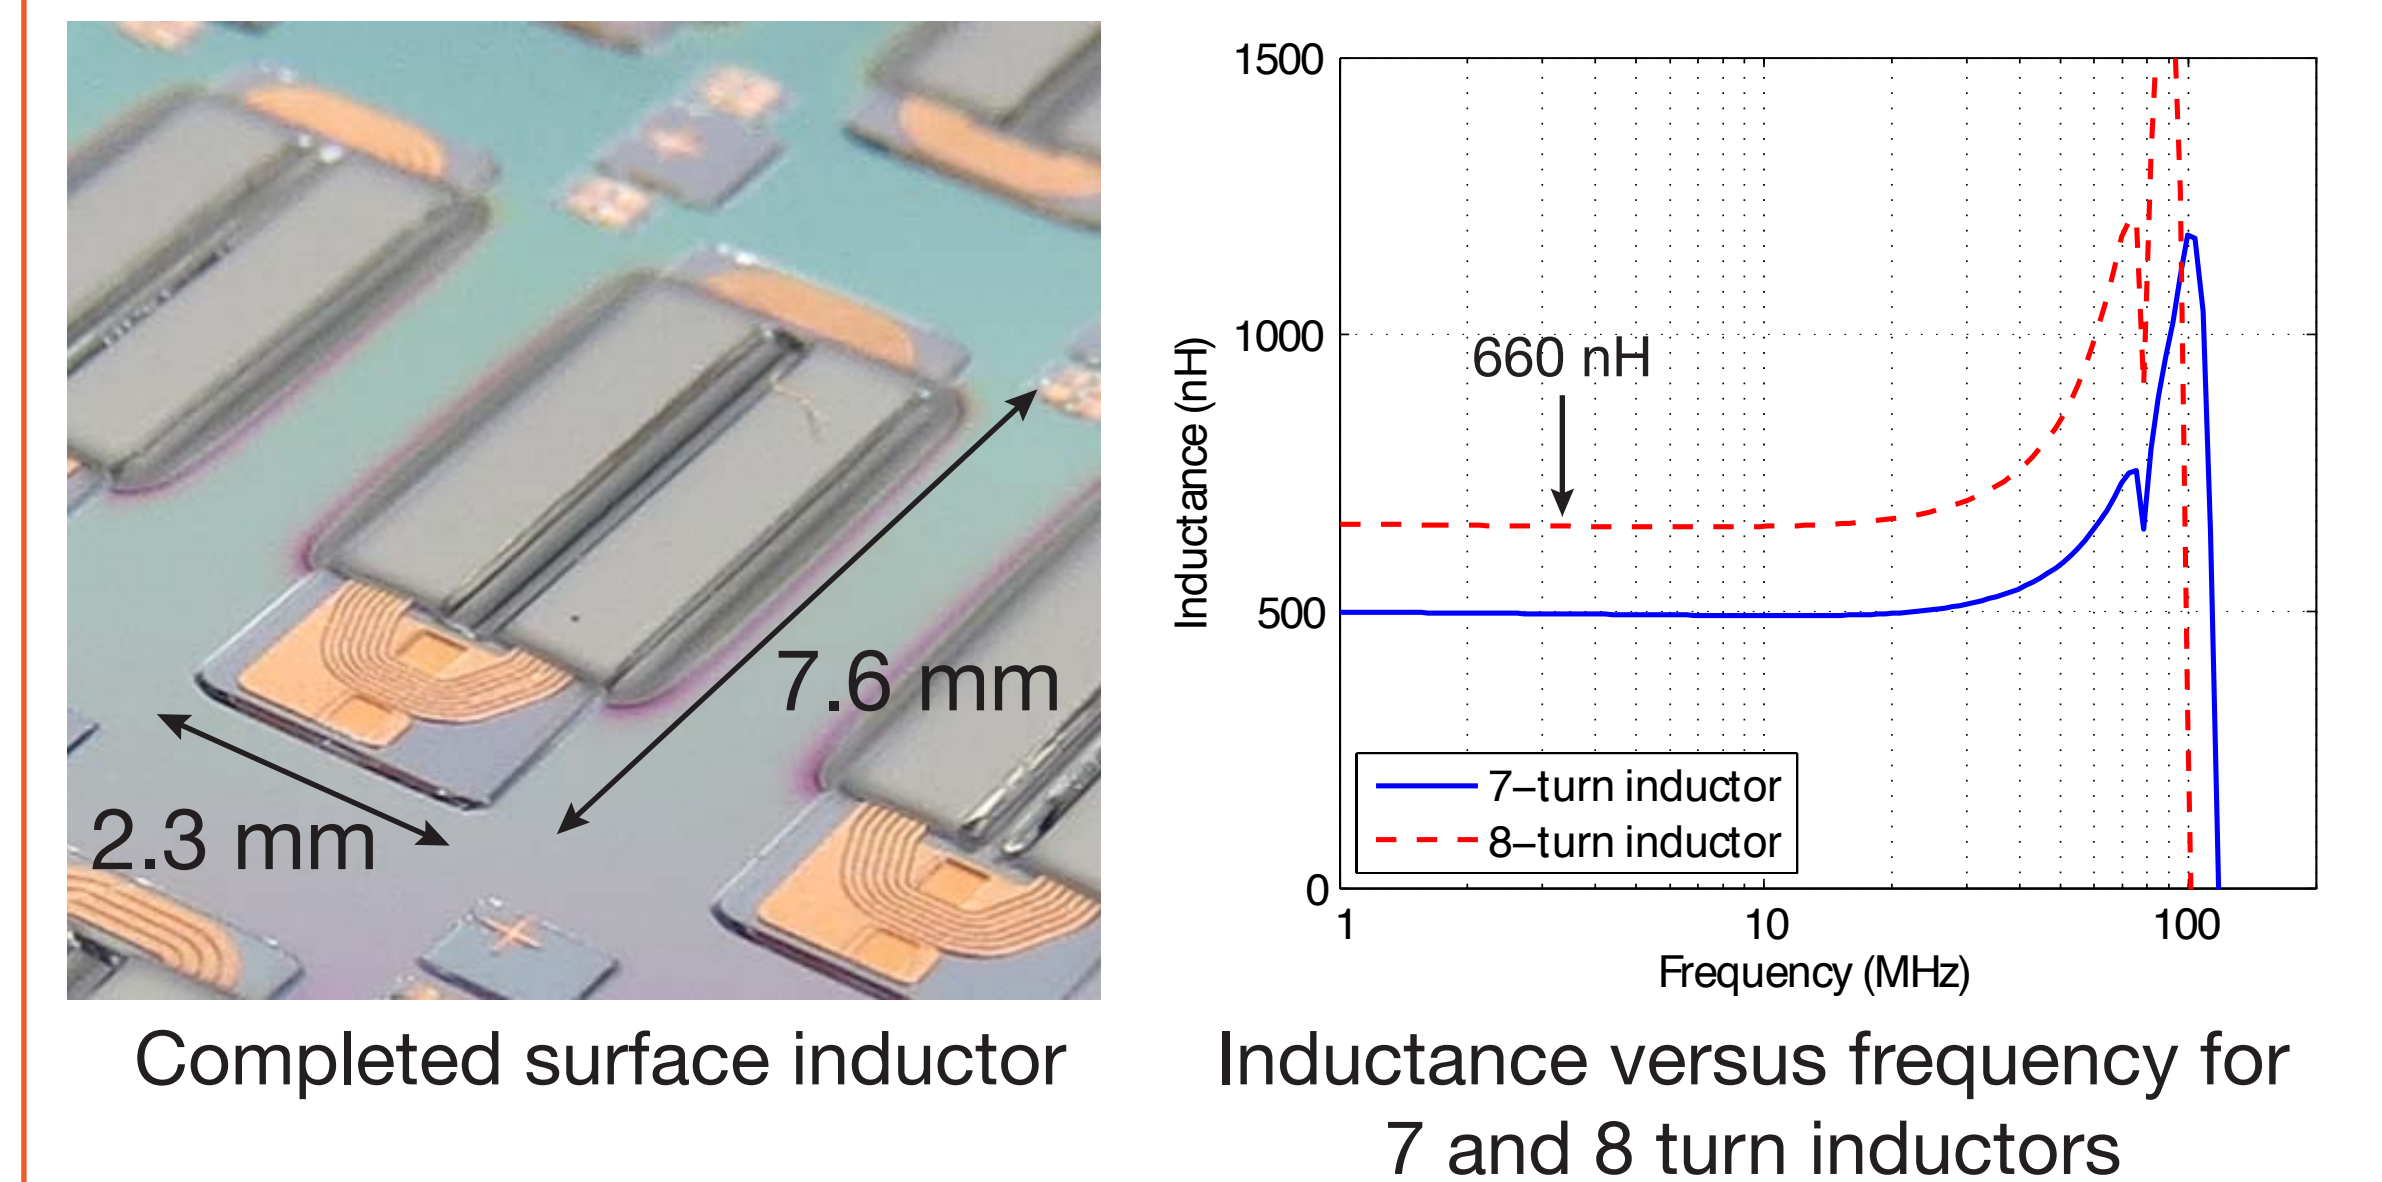 7.6 mm
2.3 mm
Completed surface inductor
1500
1000
500
0
Inductance (nH)
660 nH
7–turn inductor
8–turn inductor
1
10
100
Frequency (MHz)
Inductance versus frequency for
7 and 8 turn inductors